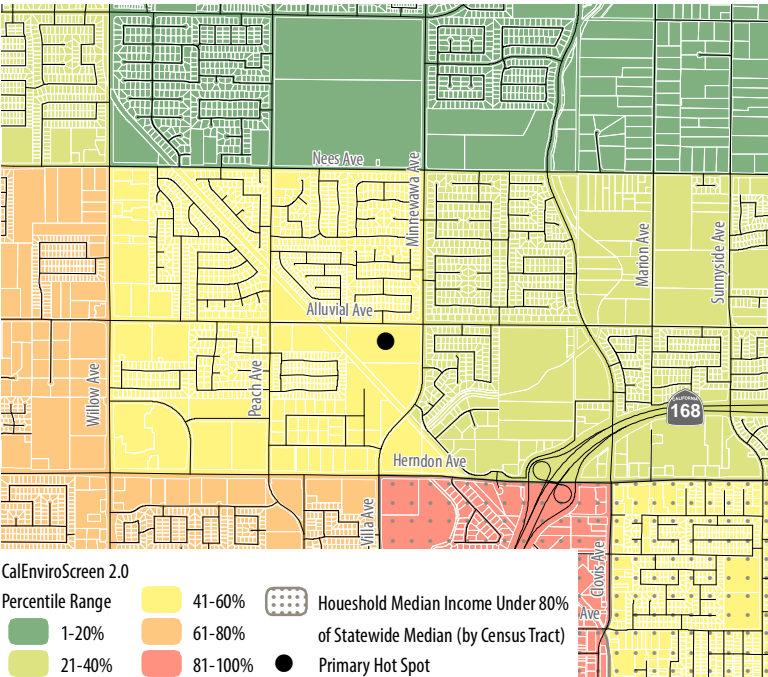 Nees Ave
Minnewawa Ave
Marion Ave
Sunnyside Ave
Alluvial Ave
Willow Ave
Peach Ave
CALIFORNIA
168
Herndon Ave
Villa Ave
Clovis Ave
Ave
CalEnviroScreen 2.0
Percentile Range
1-20%
21-40%
41-60%
61-80%
81-100%
Houeshold Median Income Under 80%
of Statewide Median (by Census Tract)
Primary Hot Spot